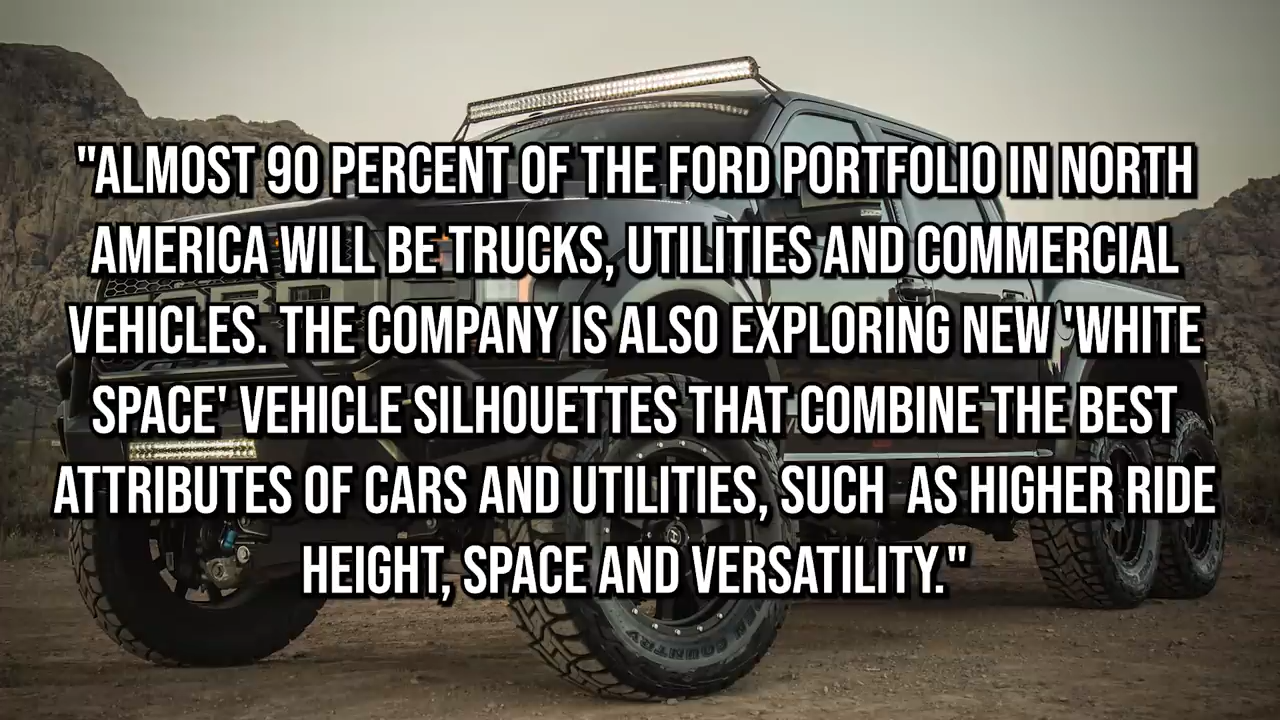 "ALMOST 90 PERCENT OF THE FORD PORTFOLIO IN NORTH
AMERICA WILL BE TRUCKS, UTILITIES AND COMMERCIAL
VEHICLES. THE COMPANY IS ALSO EXPLORING NEW 'WHITE
SPACE' VEHICLE SILHOUETTES THAT COMBINE THE BEST
ATTRIBUTES OF CARS AND UTILITIES, SUCH  AS HIGHER RIDE
HEIGHT, SPACE AND VERSATILITY."
COUNTRY